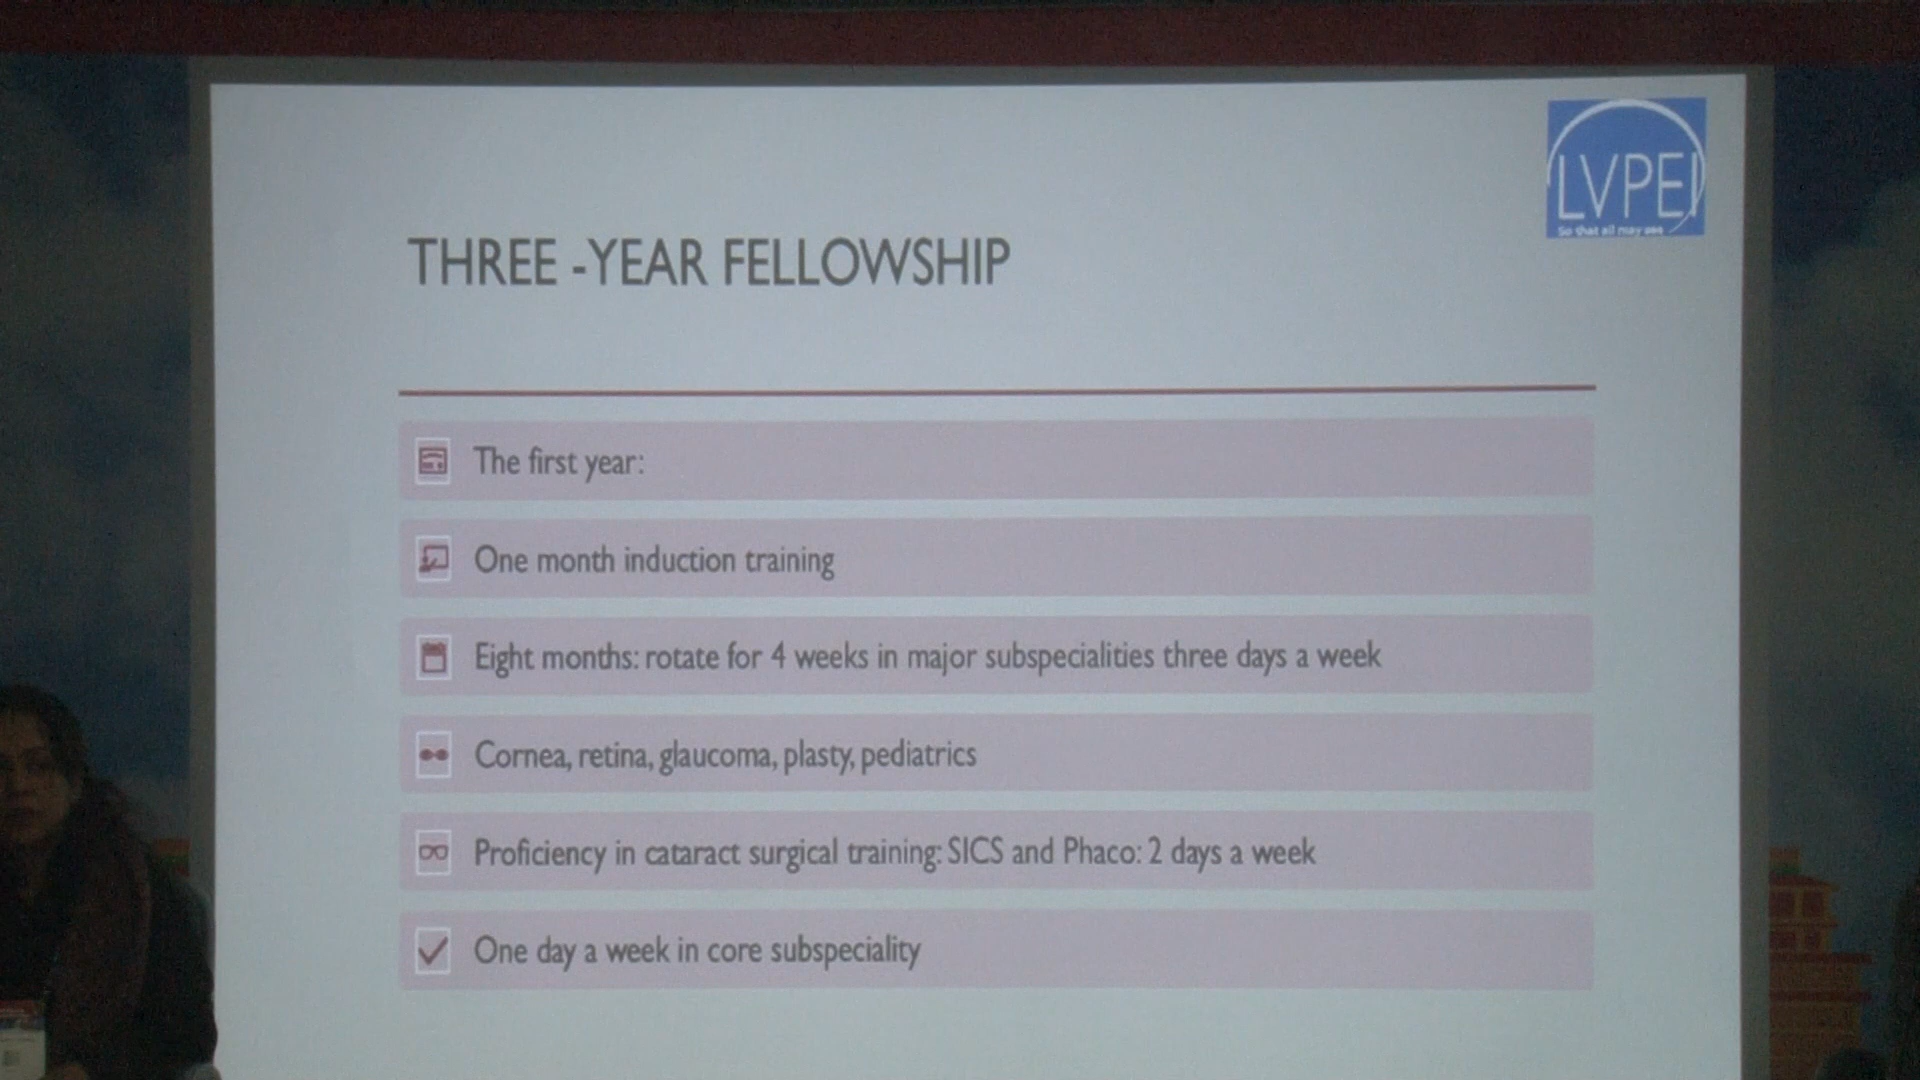 LVPEI
So that all may see
THREE -YEAR FELLOWSHIP
The first year:
One month induction training
Eight months: rotate for 4 weeks in major subspecialities three days a week
Cornea, retina, glaucoma, plasty, pediatrics
Proficiency in cataract surgical training: SICS and Phaco: 2 days a week
One day a week in core subspeciality